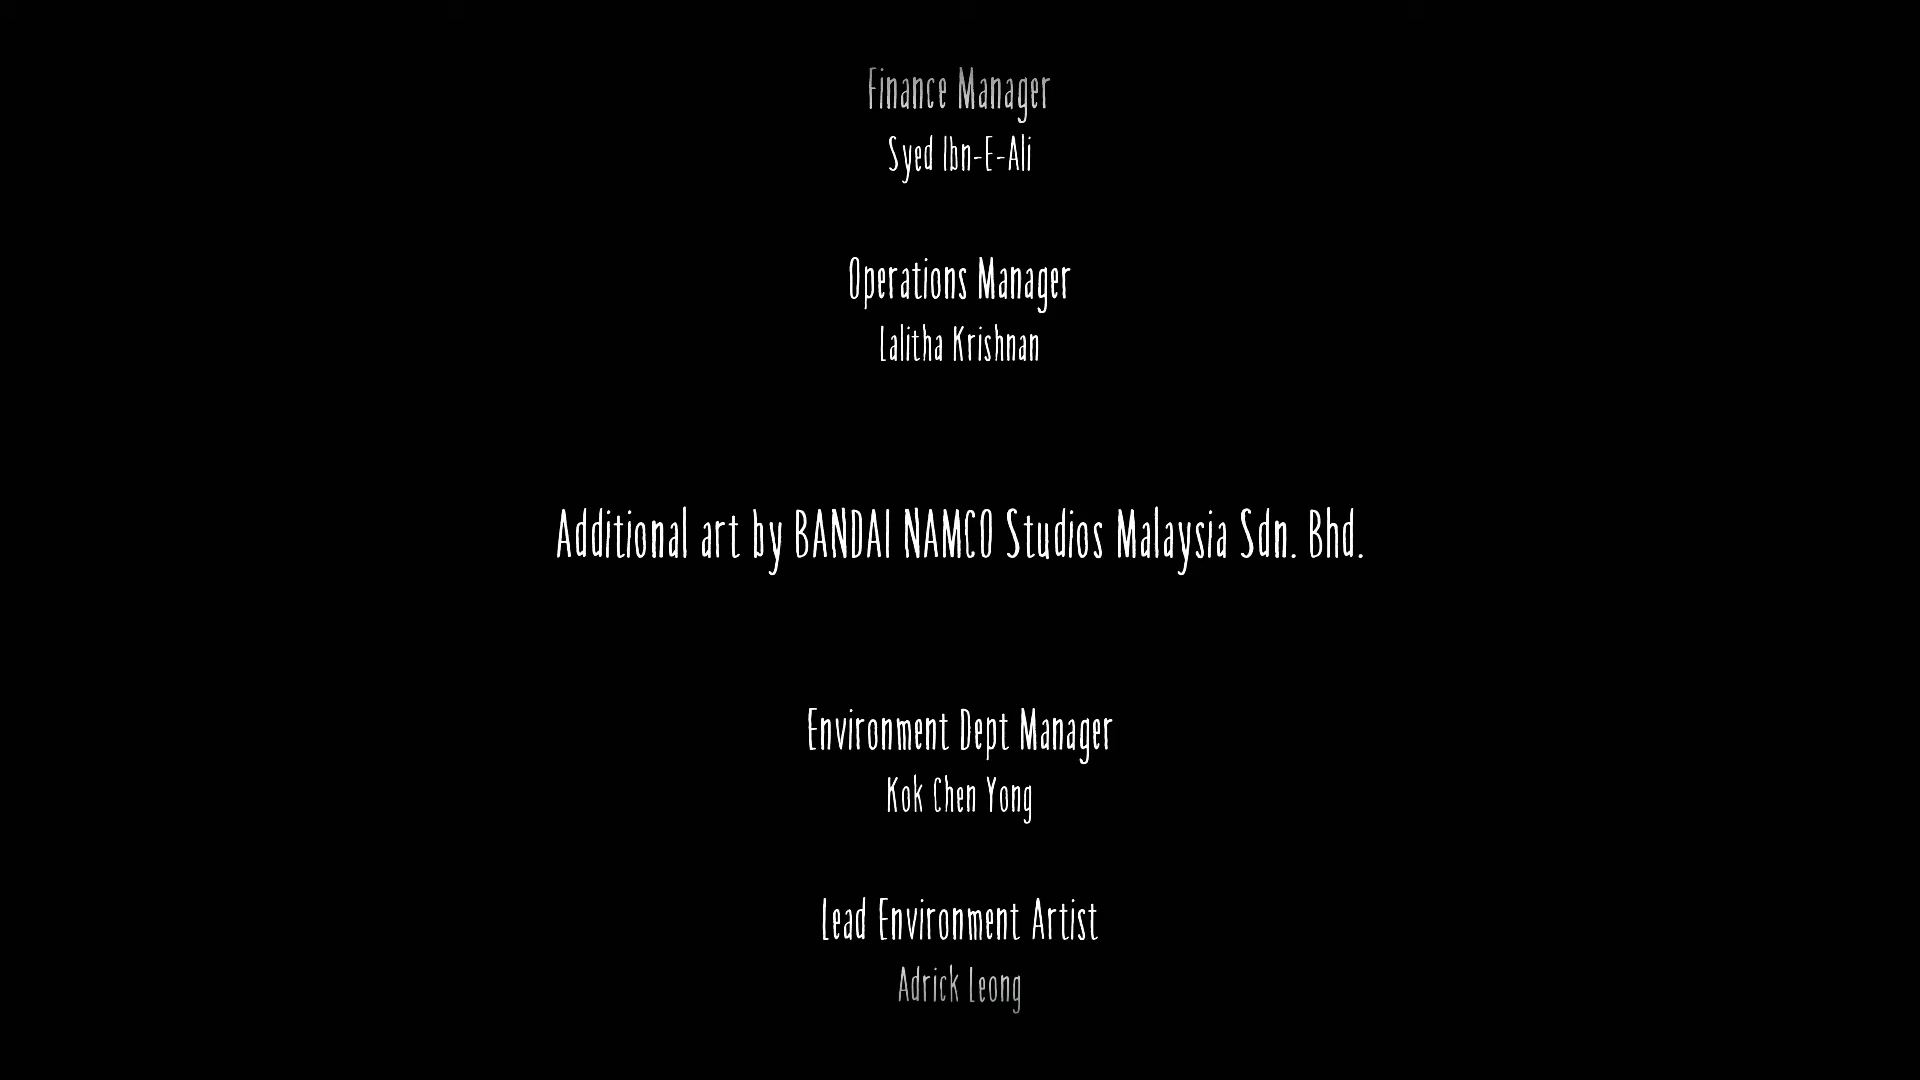 Finance Manager
Syed Ibn-E-Ali
Operations Manager
Lalitha Krishnan
Additional art by BANDAI NAMCO Studios Malaysia Sdn. Bhd.
Environment Dept Manager
Kok Chen Yong
Lead Environment Artist
Adrick Leong